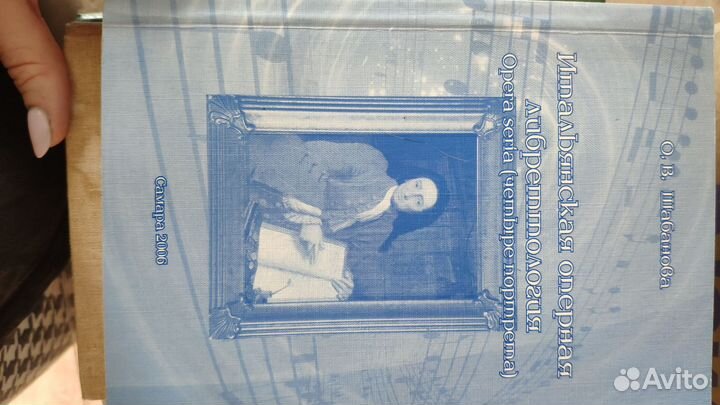 О. В. Шабанова
Итальянская оперная
либреттология
Opera seria (четыре портрета)
Самара 2006
Avito